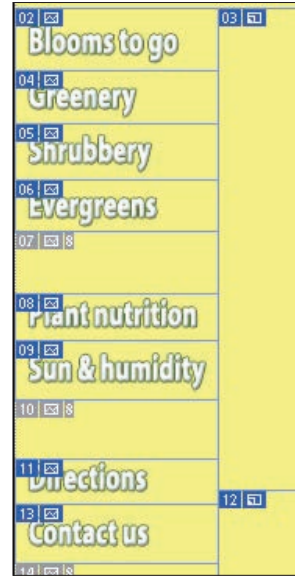 02
03
Blooms to go
04
Greenery
05
Shrubbery
06
Evergreens
07 8
08
Plant nutrition
09
Sun & humidity
10 8
11
Directions
12
13
Contact us
14 8